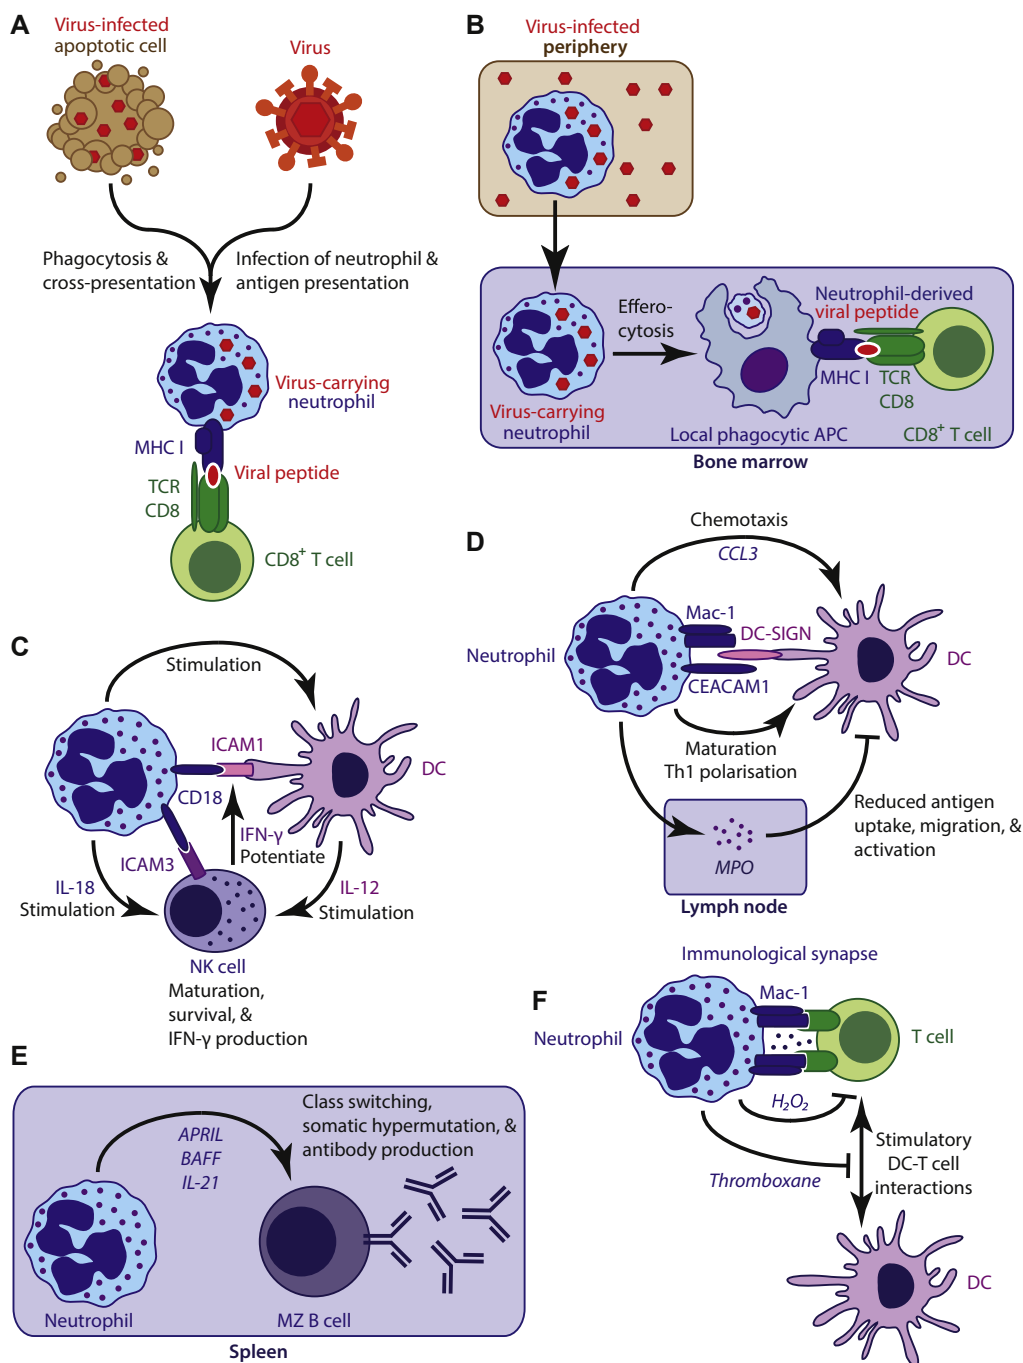 A
Virus-infected
apoptotic cell
Virus
Phagocytosis &
cross-presentation
Infection of neutrophil &
antigen presentation
Virus-carrying
neutrophil
MHC I
Viral peptide
TCR
CD8
CD8+ T cell
B
Virus-infected
periphery
Effero-
cytosis
Neutrophil-derived
viral peptide
MHC I
TCR
CD8
Virus-carrying
neutrophil
Local phagocytic APC
CD8+ T cell
Bone marrow
C
Stimulation
ICAM1
DC
CD18
IFN-γ
Potentiate
ICAM3
IL-18
Stimulation
IL-12
Stimulation
NK cell
Maturation,
survival, &
IFN-γ production
D
Chemotaxis
CCL3
Mac-1
DC-SIGN
Neutrophil
DC
CEACAM1
Maturation
Th1 polarisation
Reduced antigen
uptake, migration, &
activation
MPO
Lymph node
E
Class switching,
somatic hypermutation, &
antibody production
APRIL
BAFF
IL-21
Neutrophil
MZ B cell
Spleen
F
Immunological synapse
Mac-1
Neutrophil
T cell
H₂O₂
Thromboxane
Stimulatory
DC-T cell
interactions
DC